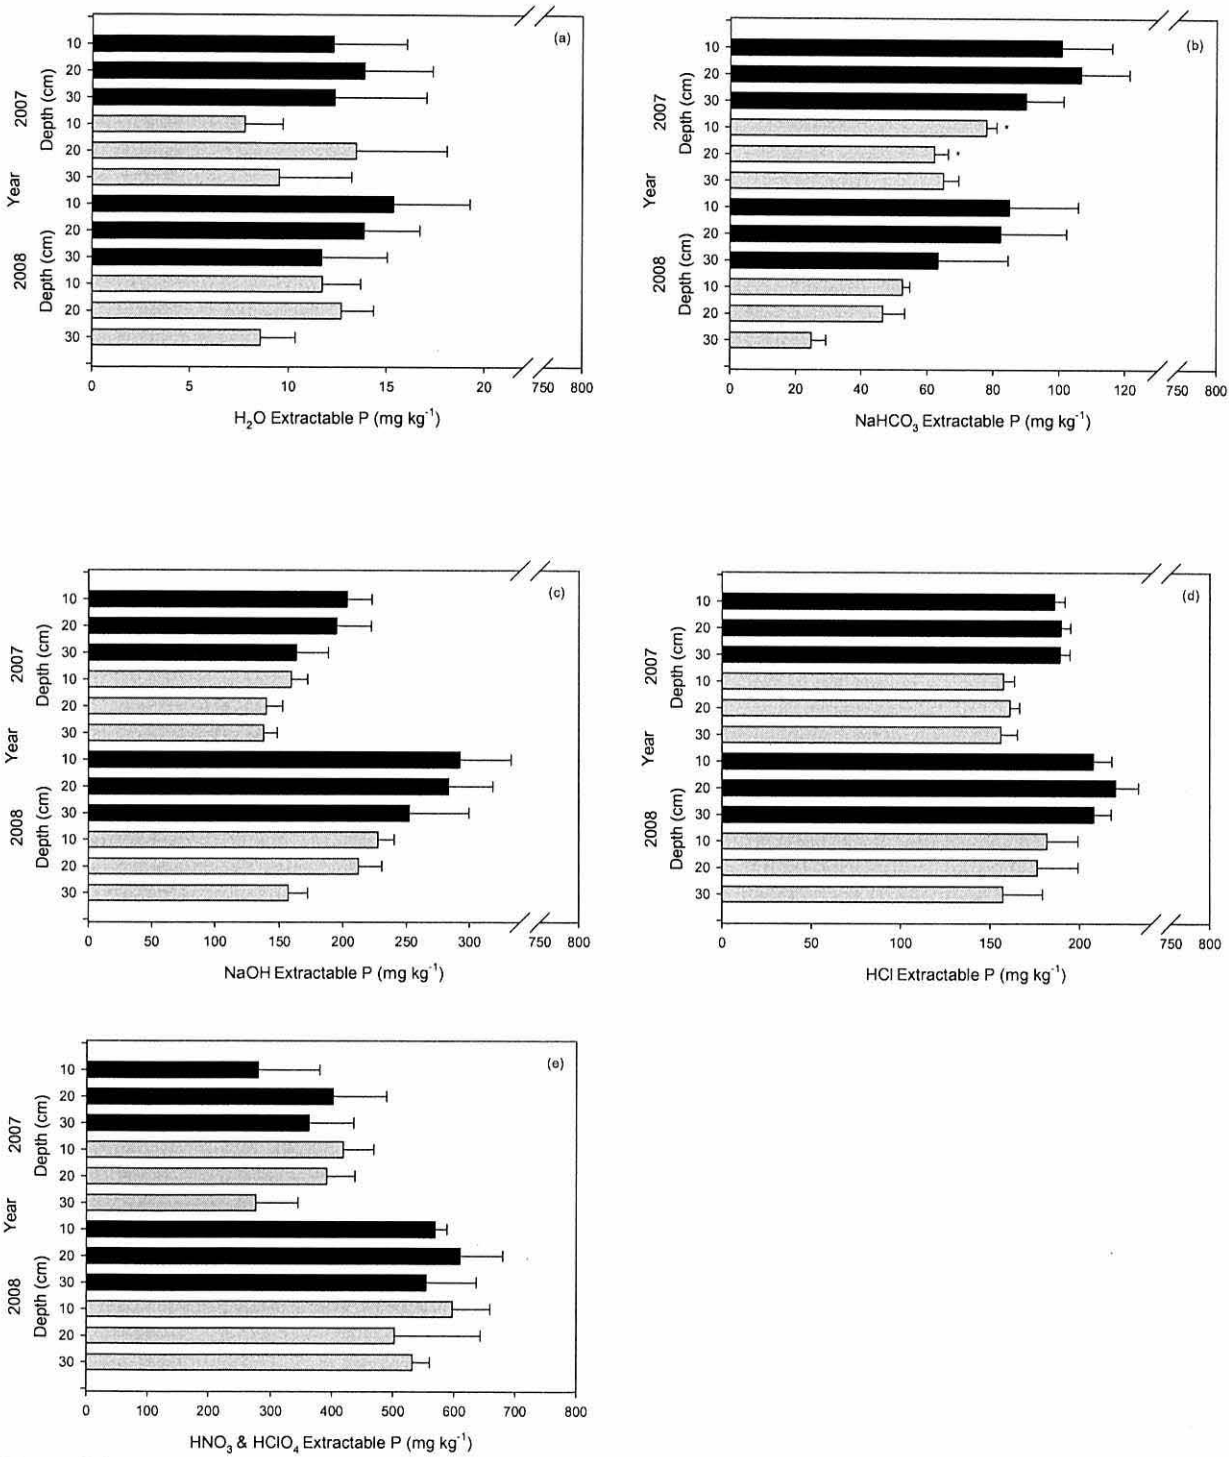 (a)
10
20
30
10
20
30
10
20
30
10
20
30
2007
Depth (cm)
Year
2008
Depth (cm)
0 5 10 15 20 750 800
H₂O Extractable P (mg kg⁻¹)
(b)
10
20
30
10 *
20 *
30
10
20
30
10
20
30
2007
Depth (cm)
Year
2008
Depth (cm)
0 20 40 60 80 100 120 750 800
NaHCO₃ Extractable P (mg kg⁻¹)
(c)
10
20
30
10
20
30
10
20
30
10
20
30
2007
Depth (cm)
Year
2008
Depth (cm)
0 50 100 150 200 250 300 750 800
NaOH Extractable P (mg kg⁻¹)
(d)
10
20
30
10
20
30
10
20
30
10
20
30
2007
Depth (cm)
Year
2008
Depth (cm)
0 50 100 150 200 750 800
HCl Extractable P (mg kg⁻¹)
(e)
10
20
30
10
20
30
10
20
30
10
20
30
2007
Depth (cm)
Year
2008
Depth (cm)
0 100 200 300 400 500 600 700 800
HNO₃ & HClO₄ Extractable P (mg kg⁻¹)